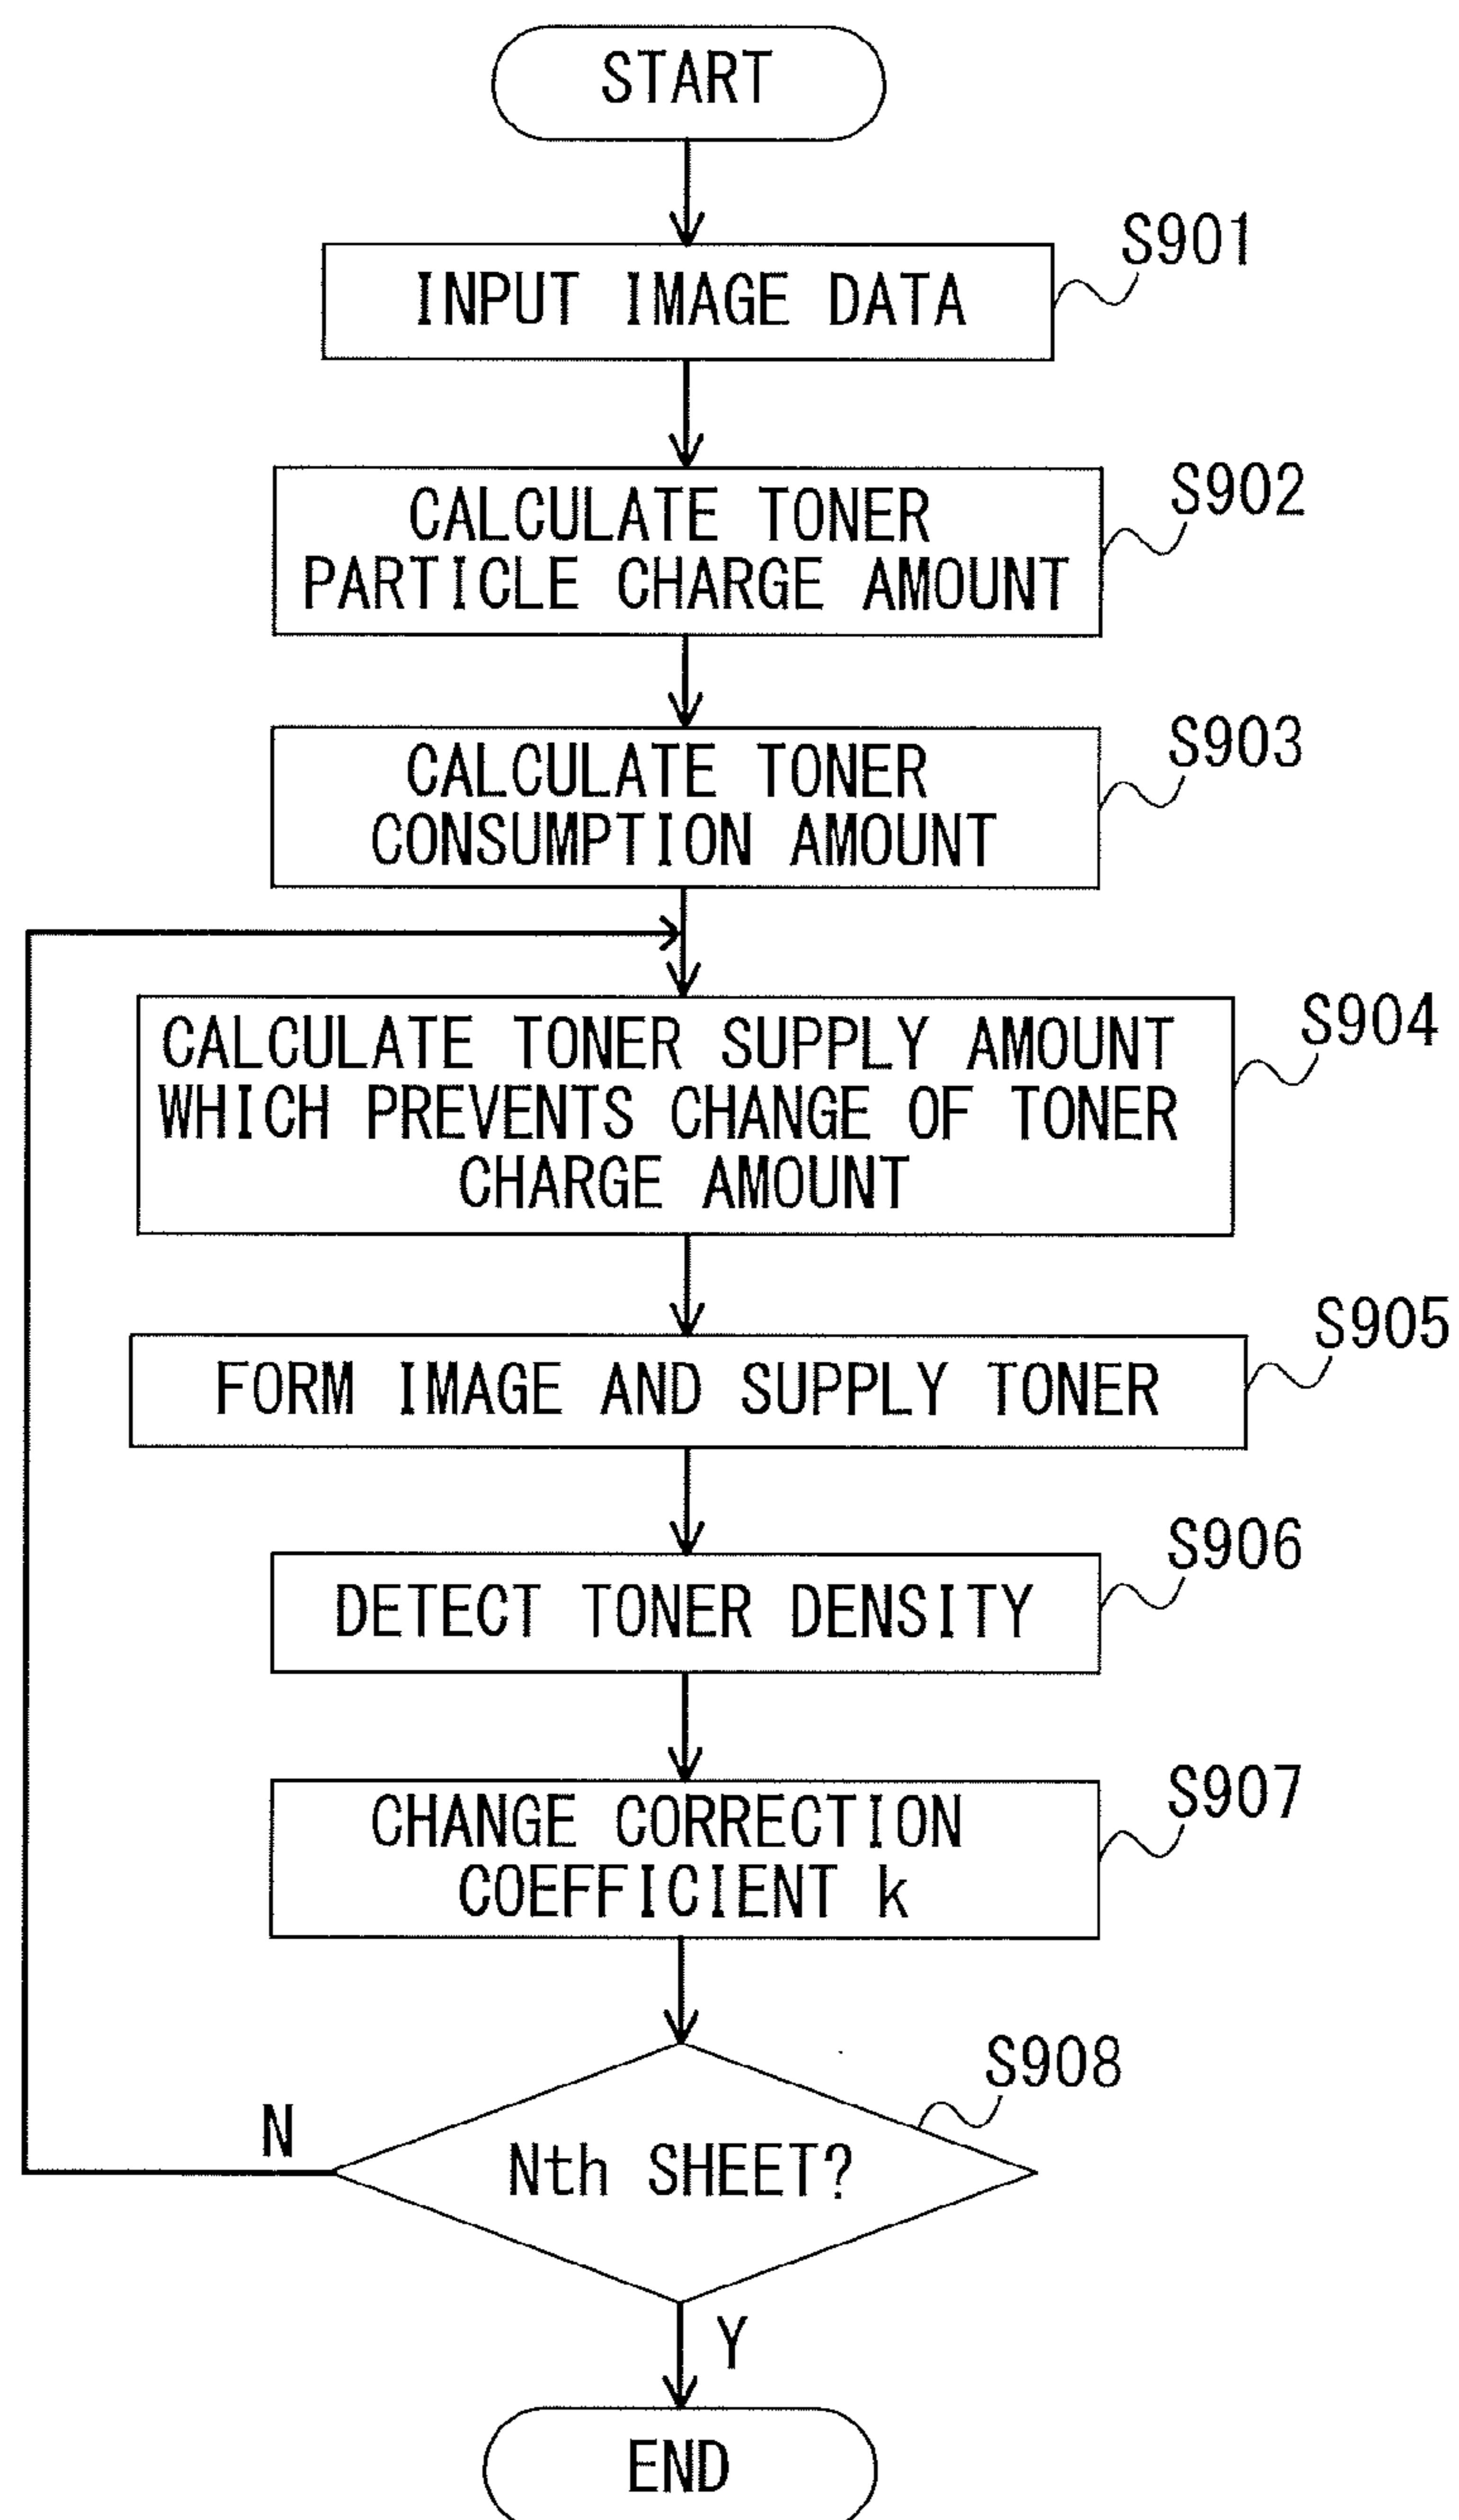 START
S901
INPUT IMAGE DATA
S902
CALCULATE TONER
PARTICLE CHARGE AMOUNT
S903
CALCULATE TONER
CONSUMPTION AMOUNT
S904
CALCULATE TONER SUPPLY AMOUNT
WHICH PREVENTS CHANGE OF TONER
CHARGE AMOUNT
S905
FORM IMAGE AND SUPPLY TONER
S906
DETECT TONER DENSITY
S907
CHANGE CORRECTION
COEFFICIENT k
S908
N
Nth SHEET?
Y
END